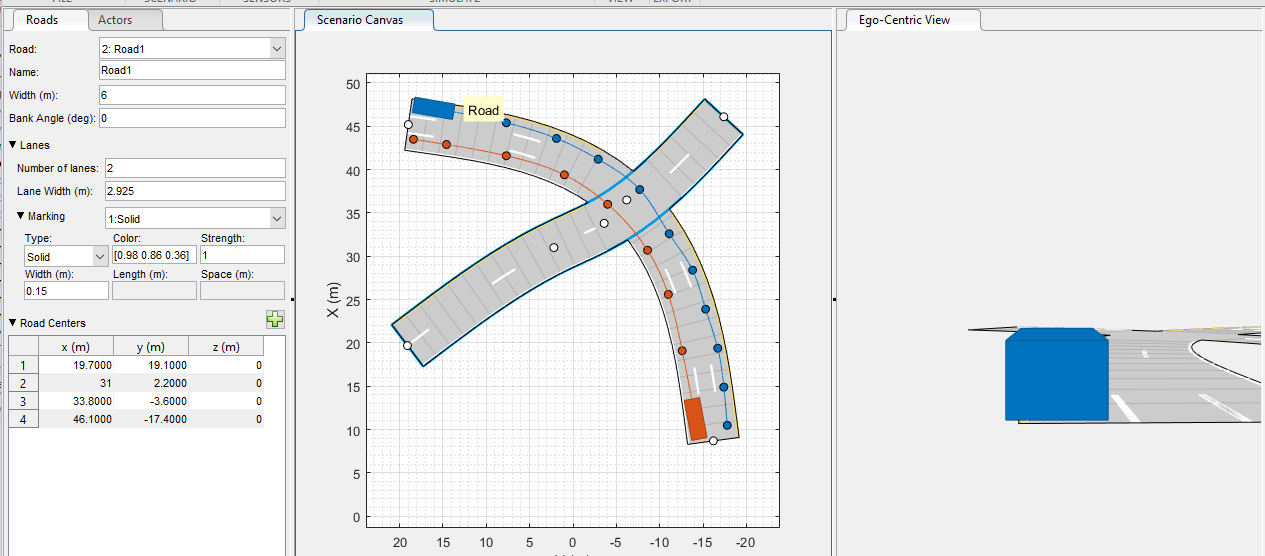 Roads Actors
Scenario Canvas
Ego-Centric View
Road: 2: Road1
Name: Road1
Width (m): 6
Bank Angle (deg): 0
Lanes
Number of lanes: 2
Lane Width (m): 2.925
Marking 1:Solid
Type: Color: Strength:
Solid [0.98 0.86 0.36] 1
Width (m): Length (m): Space (m):
0.15
Road Centers
x (m) y (m) z (m)
1 19.7000 19.1000 0
2 31 2.2000 0
3 33.8000 -3.6000 0
4 46.1000 -17.4000 0
Road
X (m)
50
45
40
35
30
25
20
15
10
5
0
20 15 10 5 0 -5 -10 -15 -20